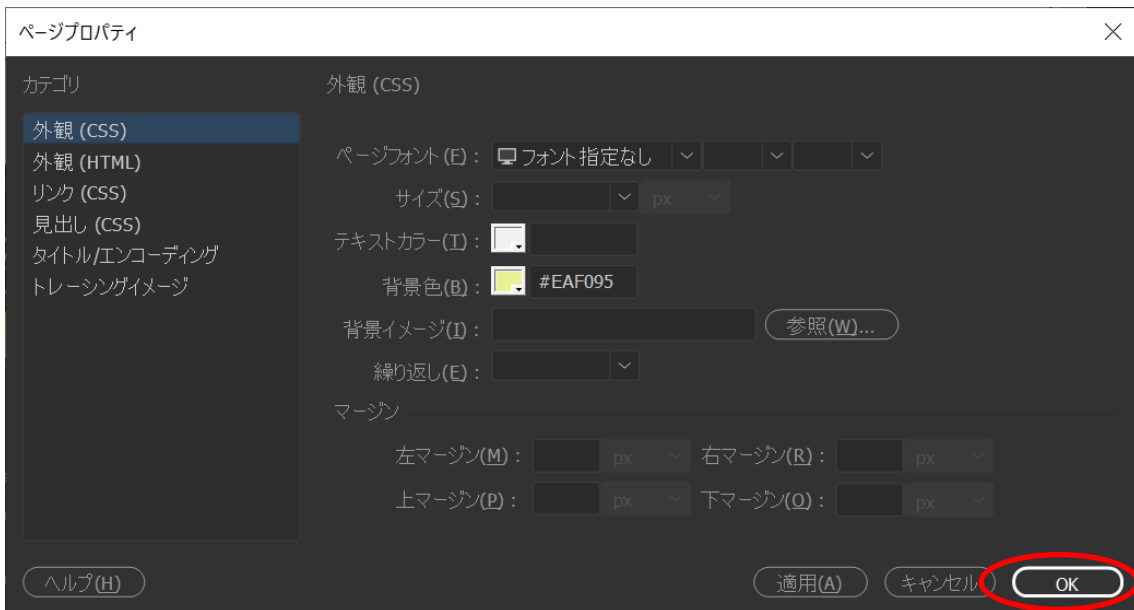 ページプロパティ
カテゴリ
外観 (CSS)
外観 (HTML)
リンク (CSS)
見出し (CSS)
タイトル/エンコーディング
トレーシングイメージ
外観 (CSS)
ページフォント(F) : フォント指定なし
サイズ(S) : px
テキストカラー(T) :
背景色(B) : #EAF095
背景イメージ(I) : 参照(W)...
繰り返し(E) :
マージン
左マージン(M) : px 右マージン(R) : px
上マージン(P) : px 下マージン(O) : px
ヘルプ(H) 適用(A) キャンセル OK